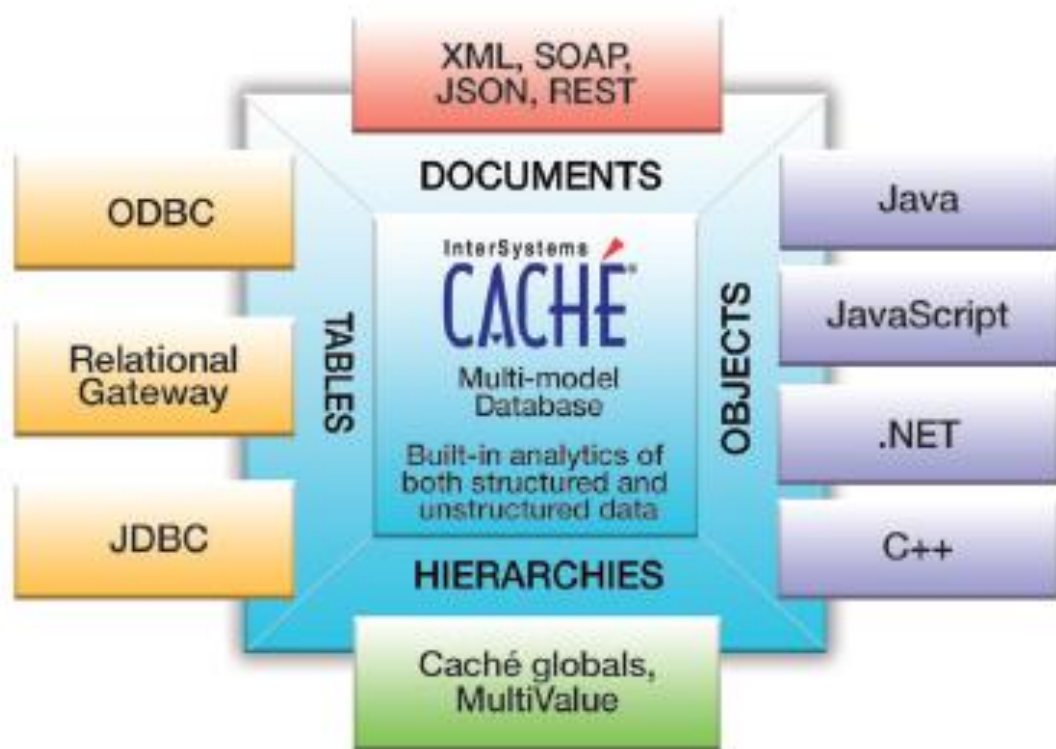 XML, SOAP,
JSON, REST
DOCUMENTS
ODBC
Relational
Gateway
JDBC
TABLES
InterSystems
CACHÉ®
Multi-model
Database
Built-in analytics of
both structured and
unstructured data
OBJECTS
Java
JavaScript
.NET
C++
HIERARCHIES
Caché globals,
MultiValue